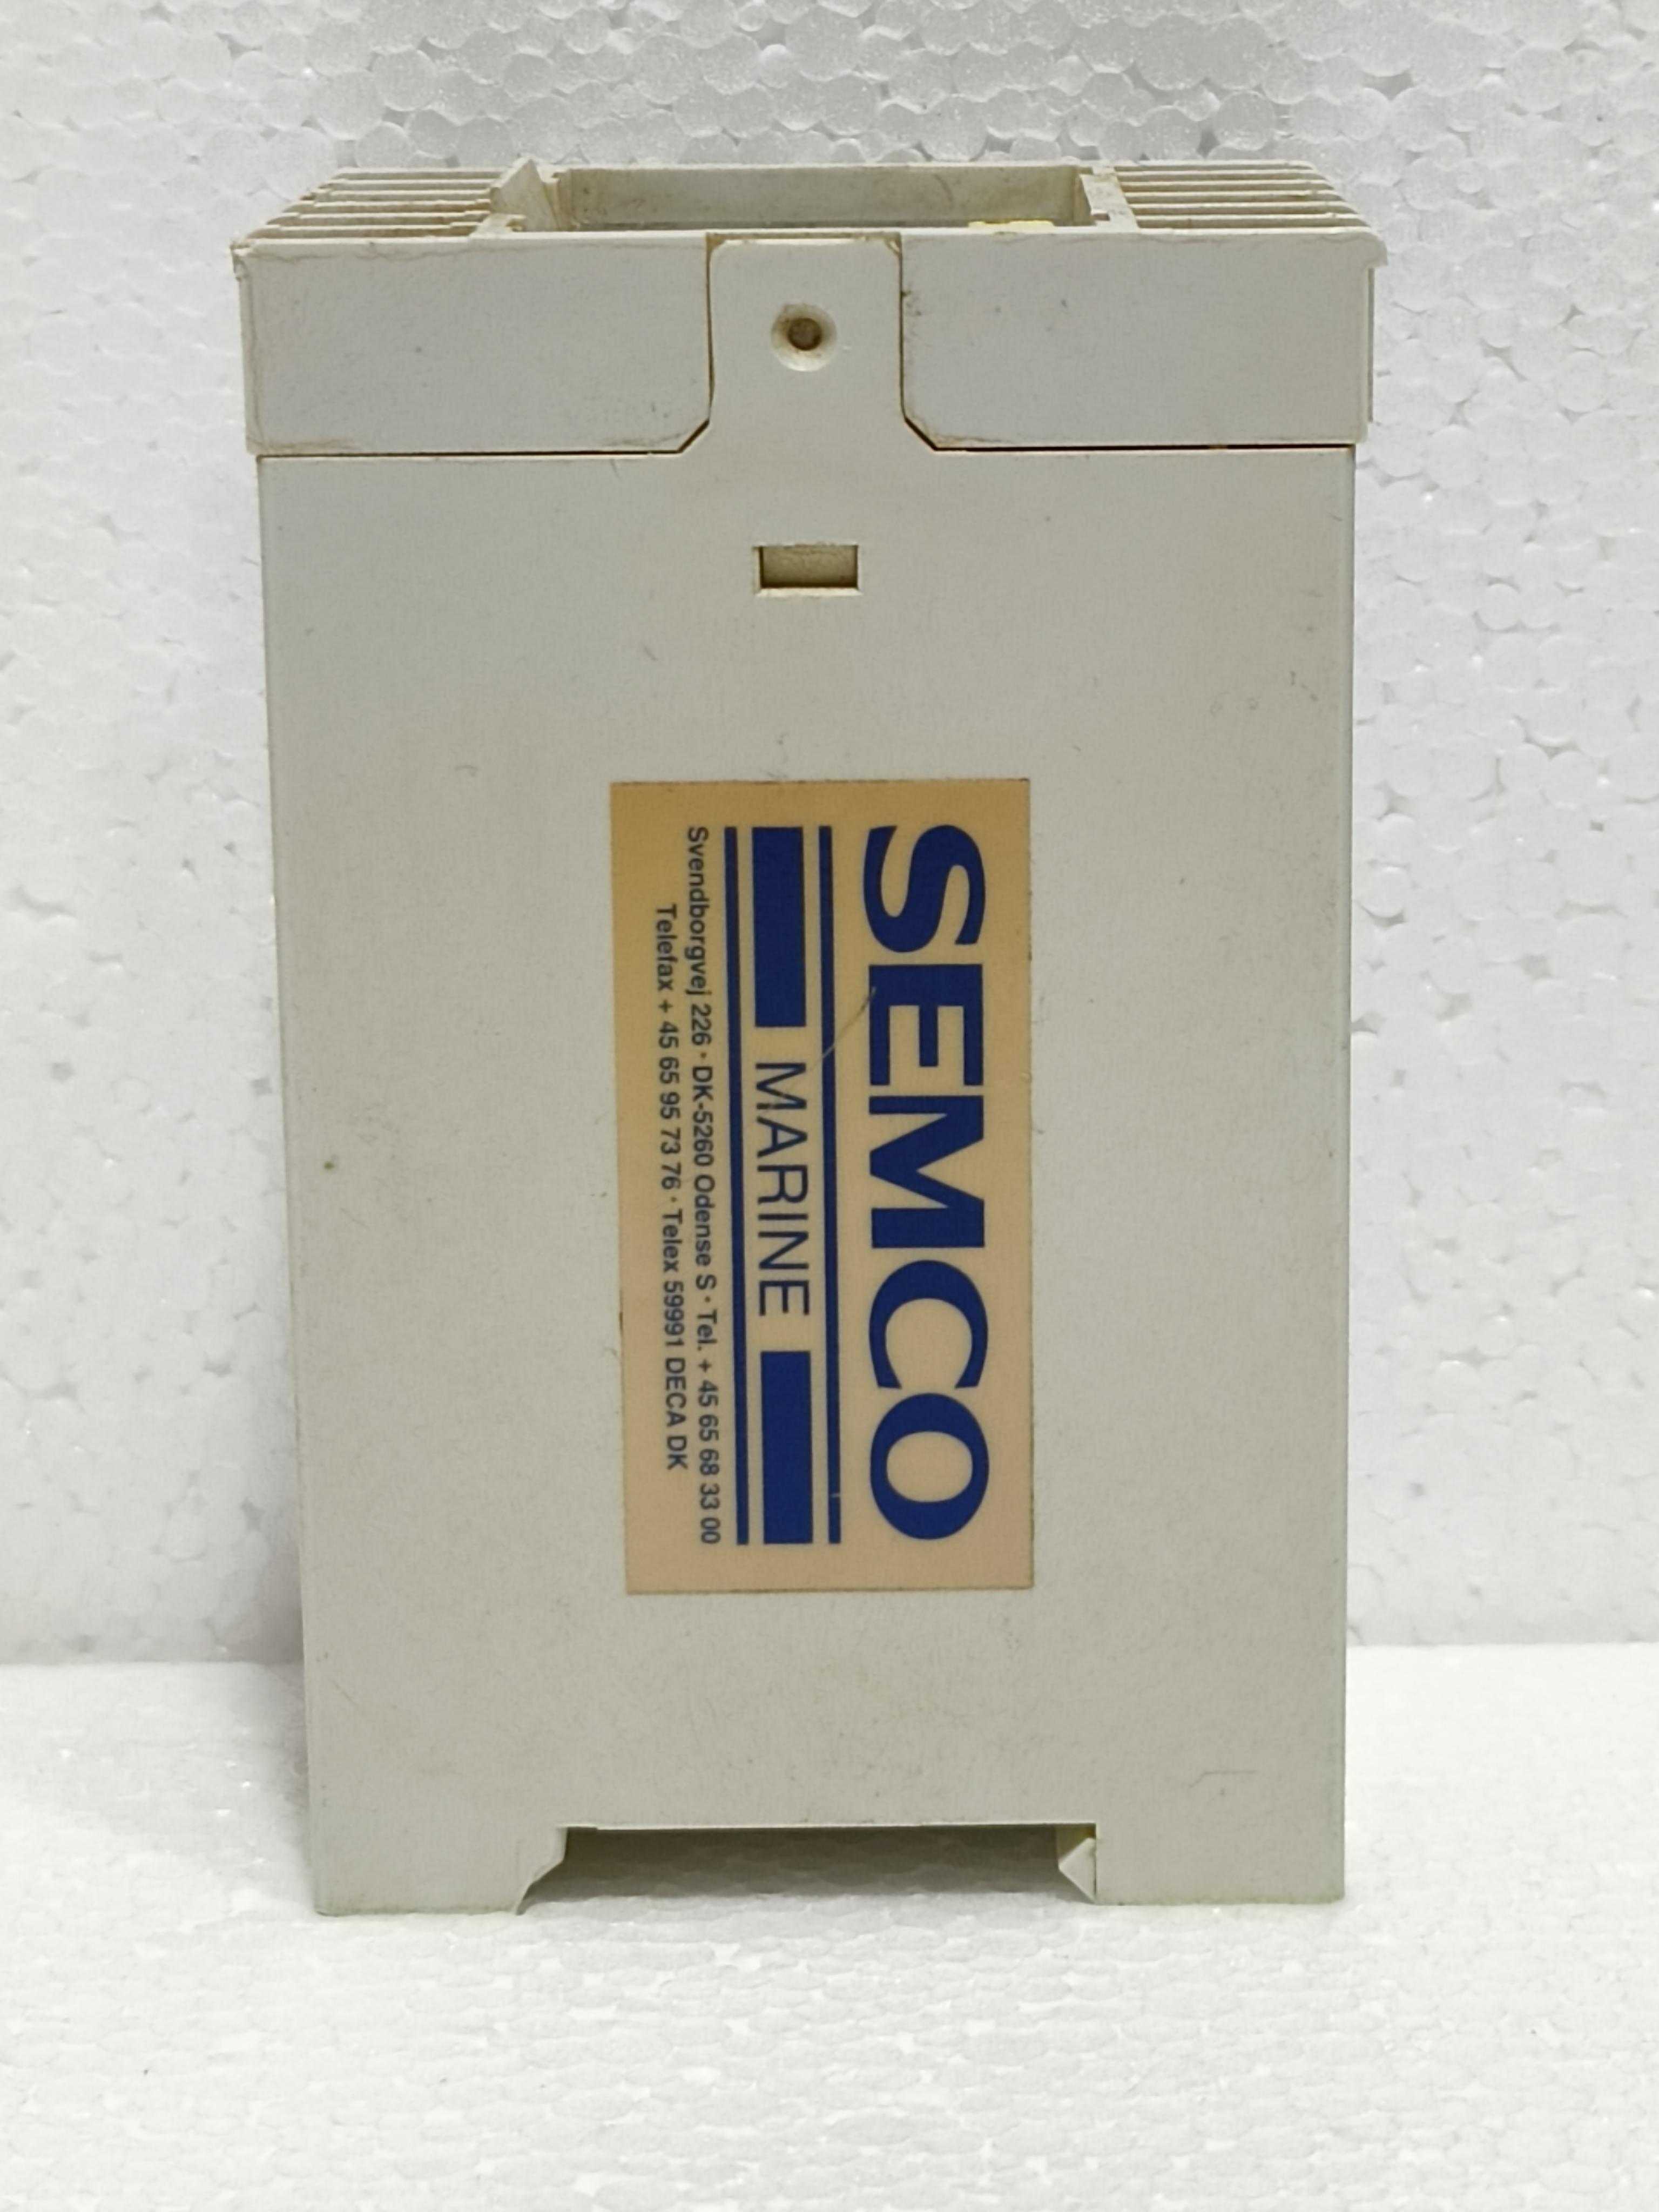 SEMCO
MARINE
Svendborgvej 226 · DK-5260 Odense S · Tel. + 45 65 68 33 00
Telefax + 45 65 95 73 76 · Telex 59991 DECA DK